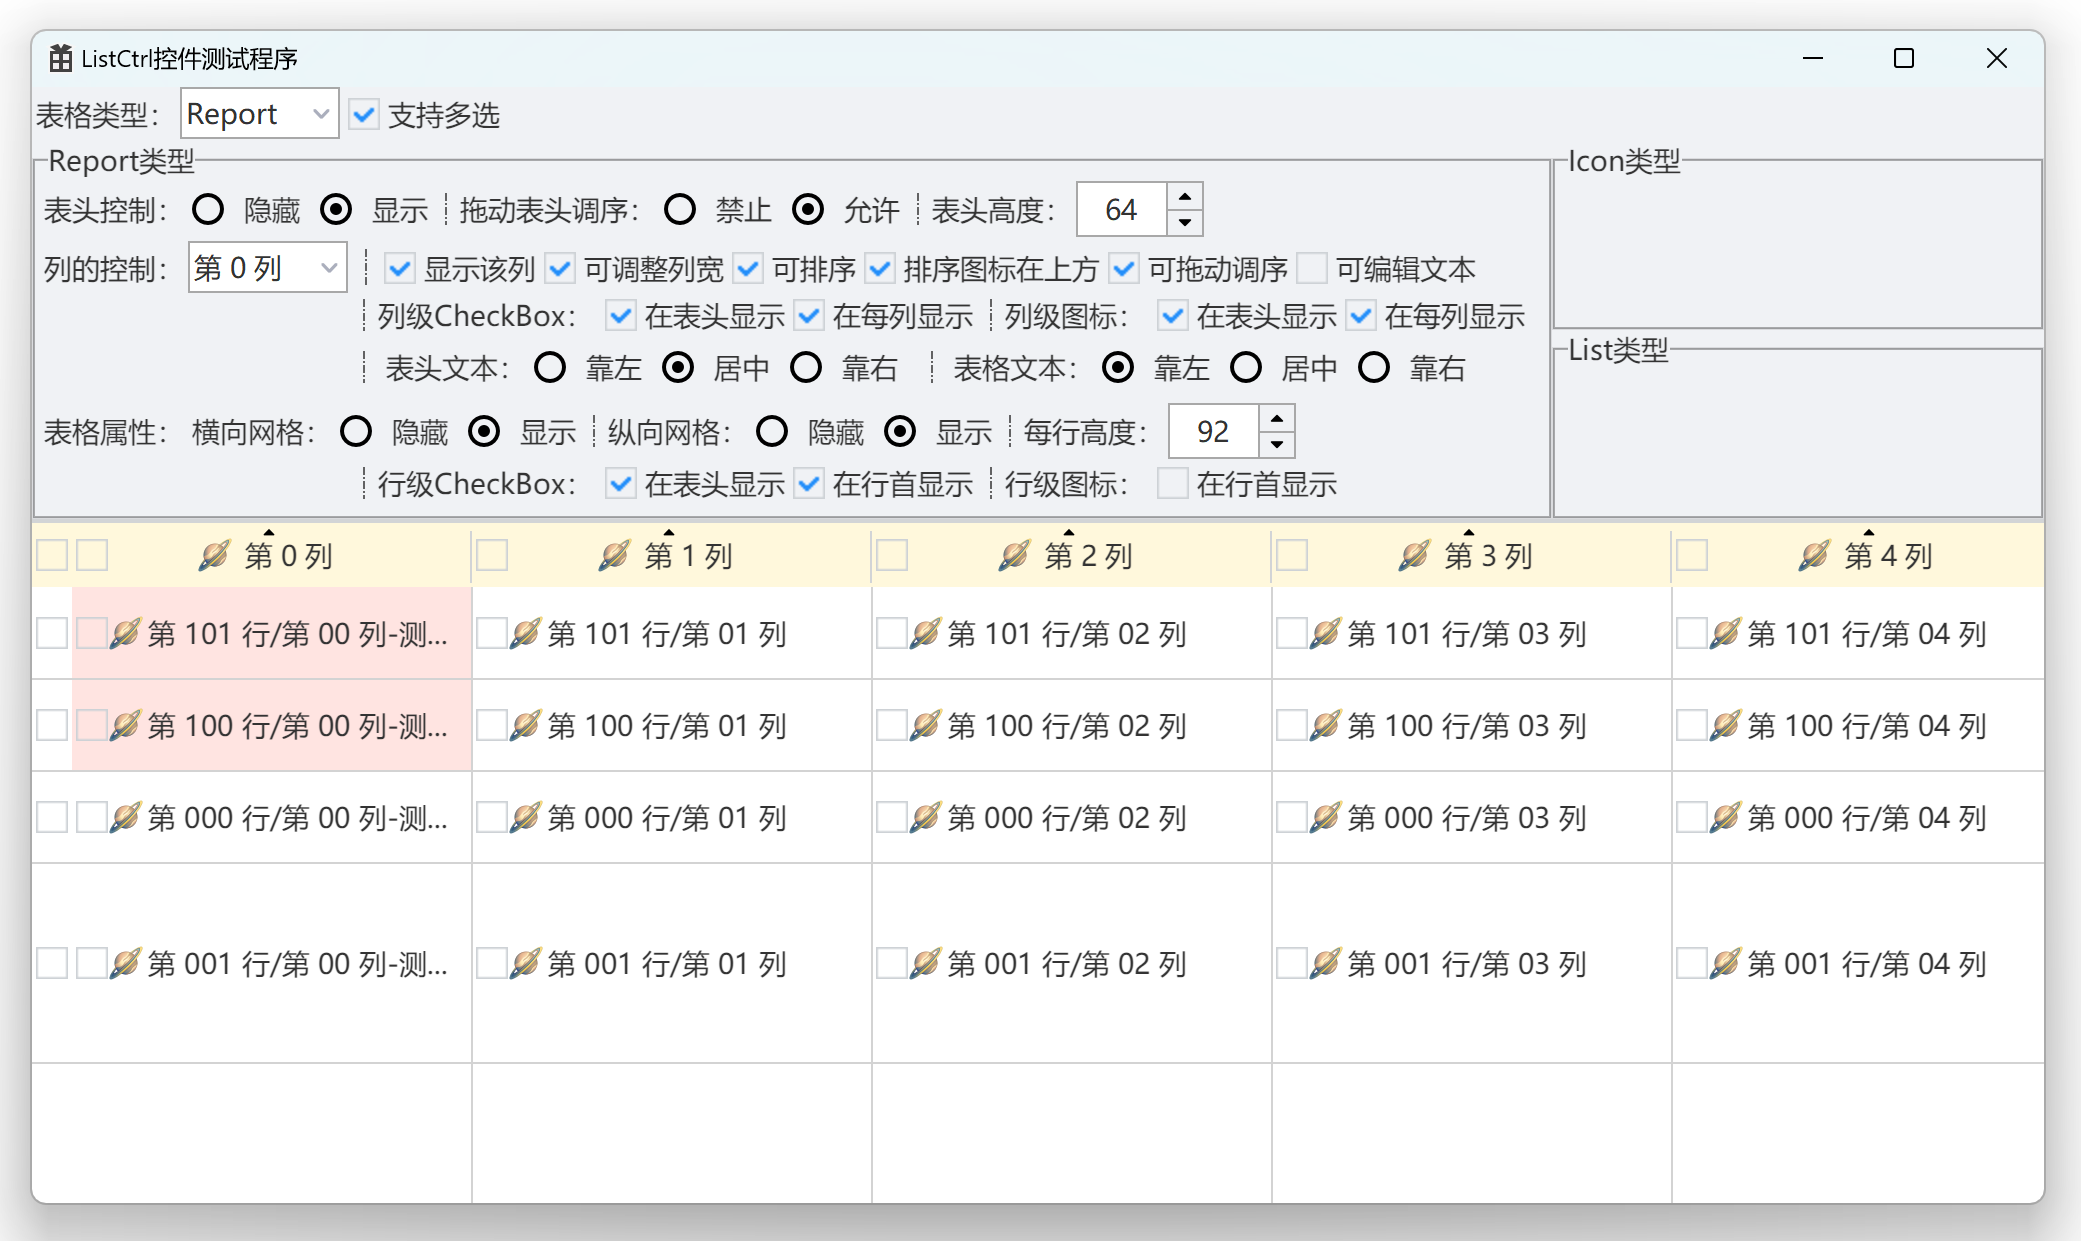 ListCtrl控件测试程序
表格类型： Report 支持多选
Report类型
表头控制： 隐藏 显示 拖动表头调序： 禁止 允许 表头高度： 64
列的控制： 第 0 列 显示该列 可调整列宽 可排序 排序图标在上方 可拖动调序 可编辑文本
列级CheckBox： 在表头显示 在每列显示 列级图标： 在表头显示 在每列显示
表头文本： 靠左 居中 靠右 表格文本： 靠左 居中 靠右
表格属性： 横向网格： 隐藏 显示 纵向网格： 隐藏 显示 每行高度： 92
行级CheckBox： 在表头显示 在行首显示 行级图标： 在行首显示
Icon类型
List类型
第 0 列 第 1 列 第 2 列 第 3 列 第 4 列
第 101 行/第 00 列-测... 第 101 行/第 01 列 第 101 行/第 02 列 第 101 行/第 03 列 第 101 行/第 04 列
第 100 行/第 00 列-测... 第 100 行/第 01 列 第 100 行/第 02 列 第 100 行/第 03 列 第 100 行/第 04 列
第 000 行/第 00 列-测... 第 000 行/第 01 列 第 000 行/第 02 列 第 000 行/第 03 列 第 000 行/第 04 列
第 001 行/第 00 列-测... 第 001 行/第 01 列 第 001 行/第 02 列 第 001 行/第 03 列 第 001 行/第 04 列